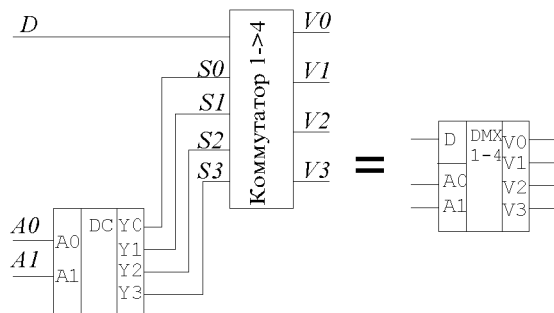 D
S0
S1
S2
S3
Коммутатор 1->4
V0
V1
V2
V3
A0
A1
A0
A1
DC
Y0
Y1
Y2
Y3
=
D
A0
A1
DMX
1-4
V0
V1
V2
V3